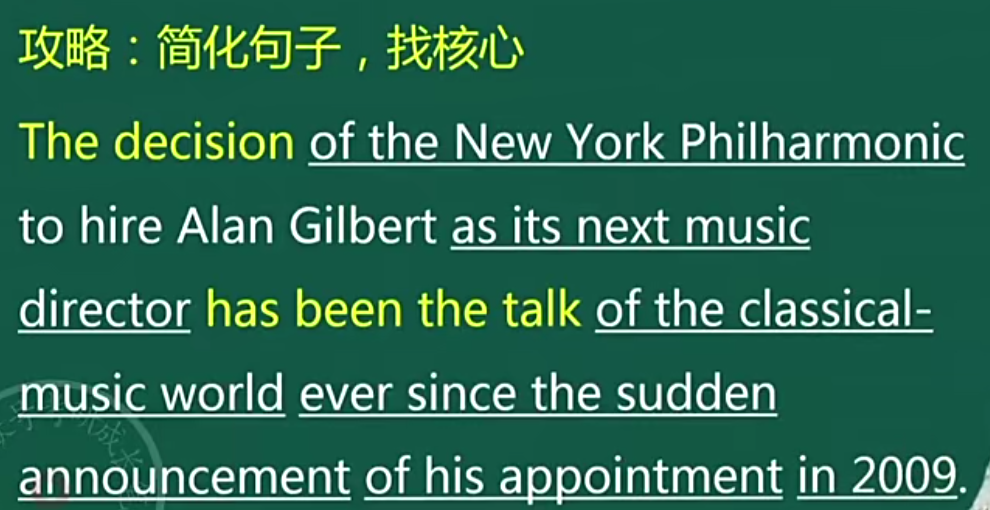 攻略：简化句子，找核心
The decision of the New York Philharmonic
to hire Alan Gilbert as its next music
director has been the talk of the classical-
music world ever since the sudden
announcement of his appointment in 2009.